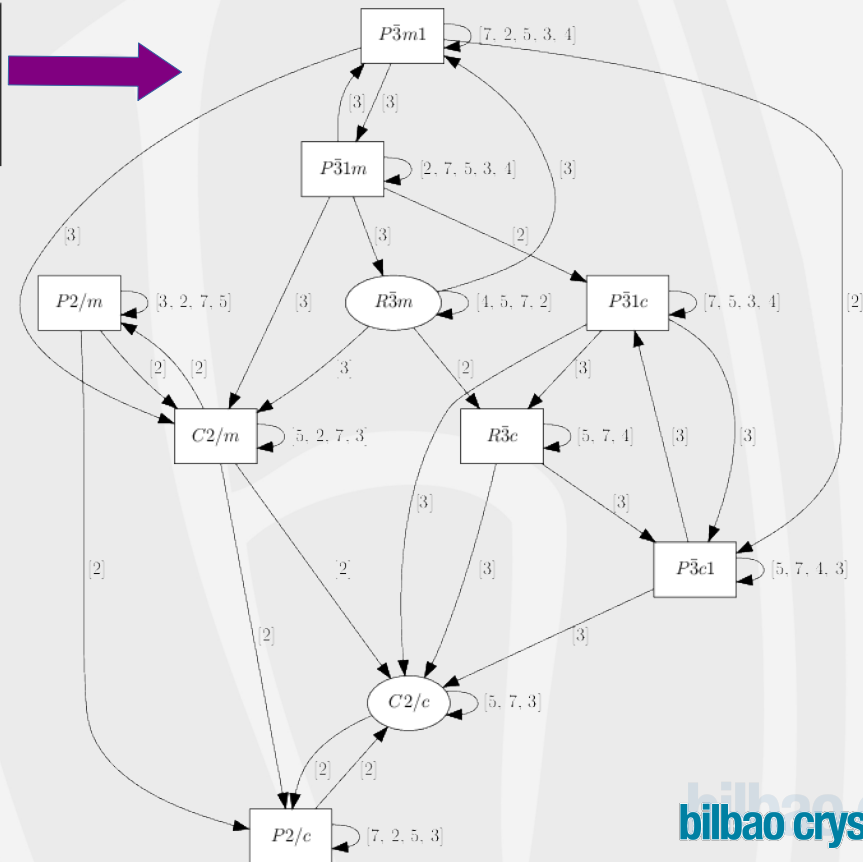 P3̄m1
[7, 2, 5, 3, 4]
[3]
[3]
P3̄1m
[2, 7, 5, 3, 4]
[3]
[3]
[3]
[2]
P2/m
[3, 2, 7, 5]
[3]
R3̄m
[4, 5, 7, 2]
P3̄1c
[7, 5, 3, 4]
[2]
[2]
[2]
[3]
[2]
[3]
C2/m
[5, 2, 7, 3]
R3̄c
[5, 7, 4]
[3]
[3]
[3]
[3]
[2]
[2]
[3]
P3̄c1
[5, 7, 4, 3]
[2]
[3]
C2/c
[5, 7, 3]
[2]
[2]
P2/c
[7, 2, 5, 3]
bilbao crys